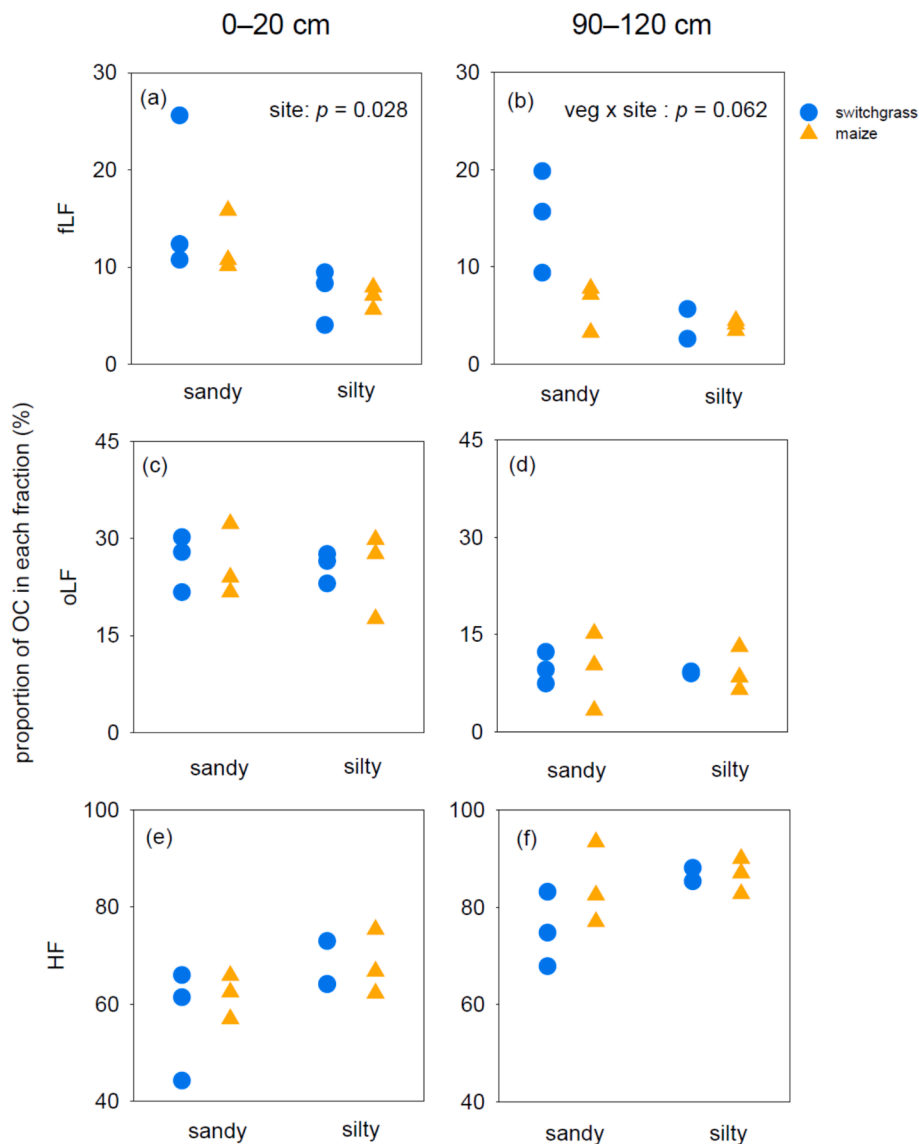 0–20 cm
90–120 cm
30
(a)
site: p = 0.028
20
fLF
10
0
sandy
silty
30
(b)
veg x site : p = 0.062
20
10
0
sandy
silty
switchgrass
maize
proportion of OC in each fraction (%)
45
(c)
30
oLF
15
0
sandy
silty
45
(d)
30
15
0
sandy
silty
100
(e)
80
HF
60
40
sandy
silty
100
(f)
80
60
40
sandy
silty